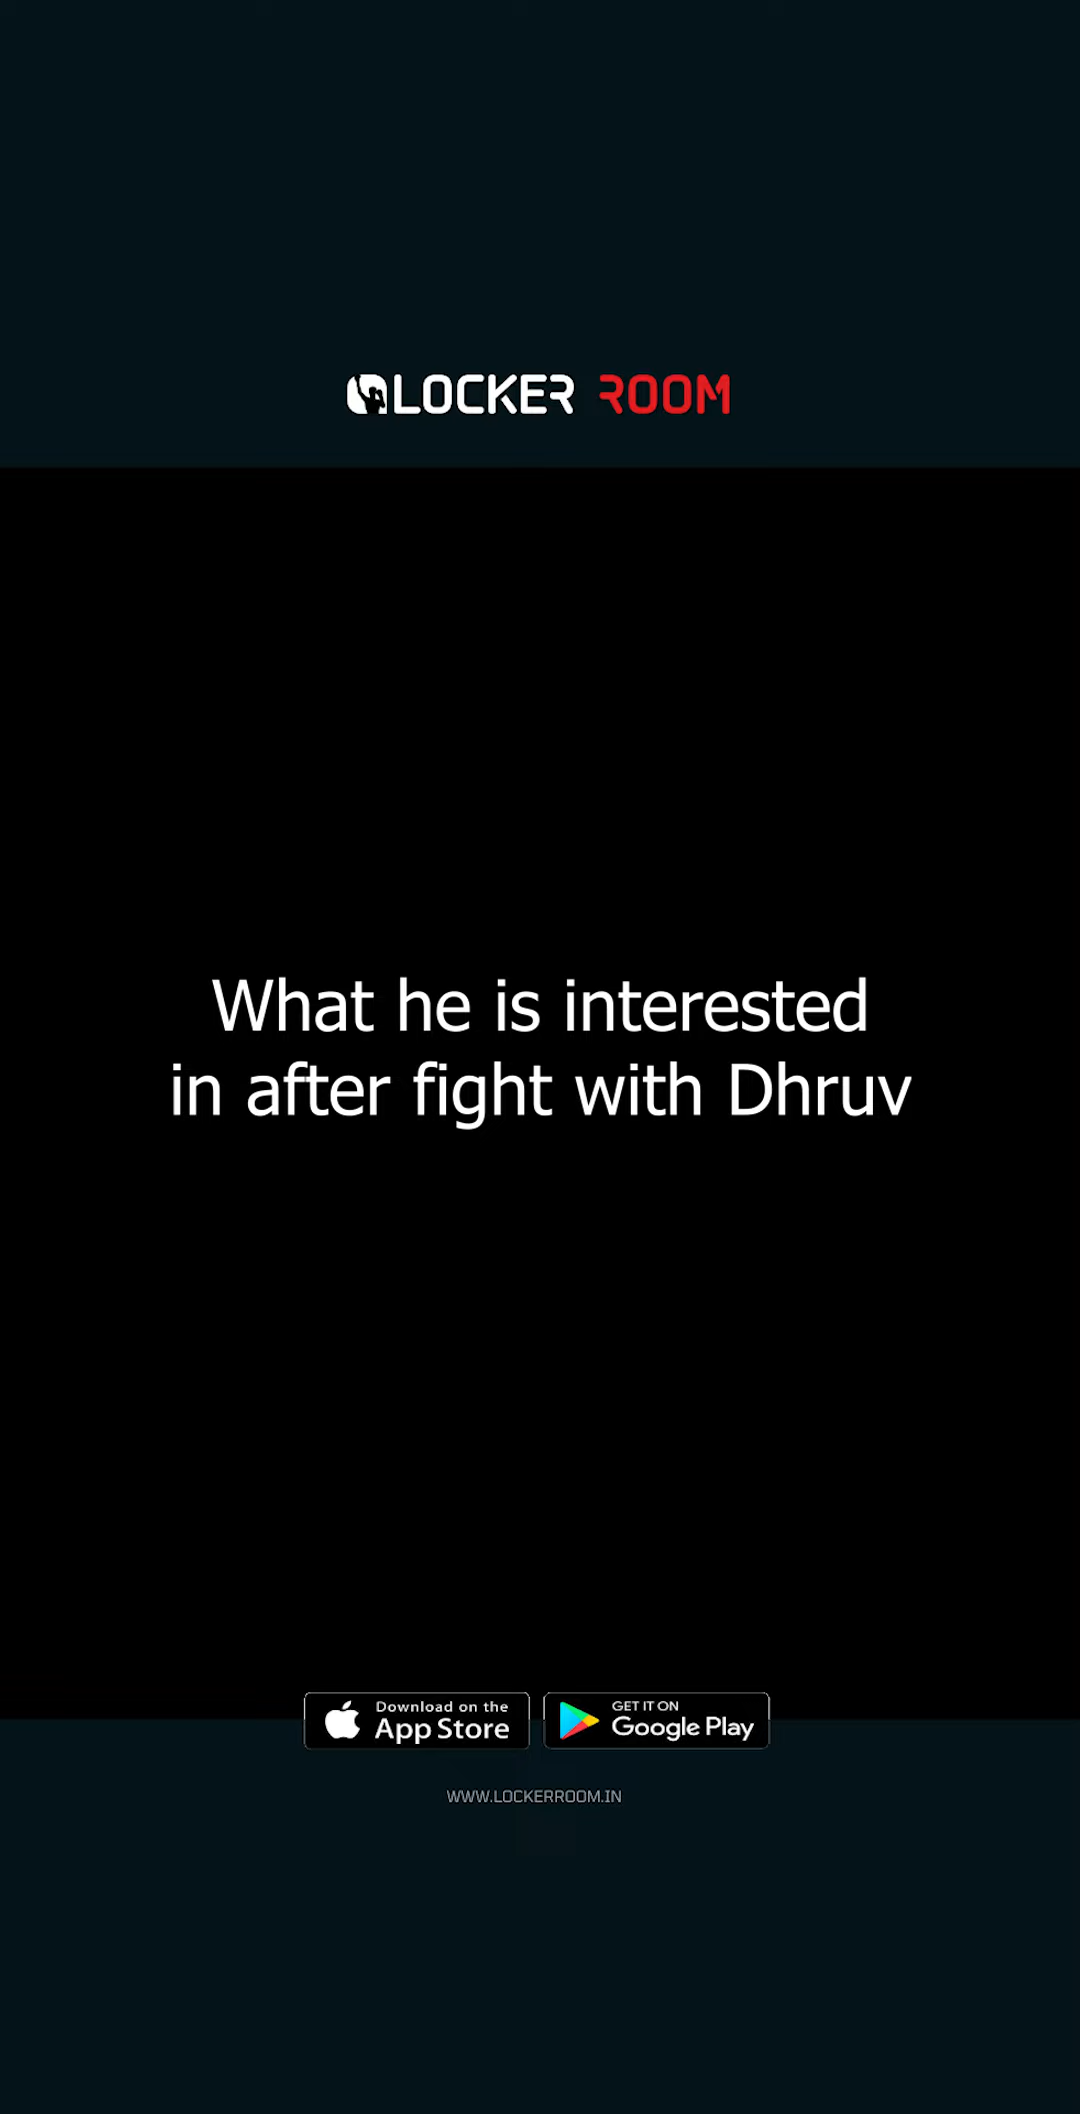 LOCKER ROOM
What he is interested
in after fight with Dhruv
Download on the
App Store
GET IT ON
Google Play
WWW.LOCKERROOM.IN